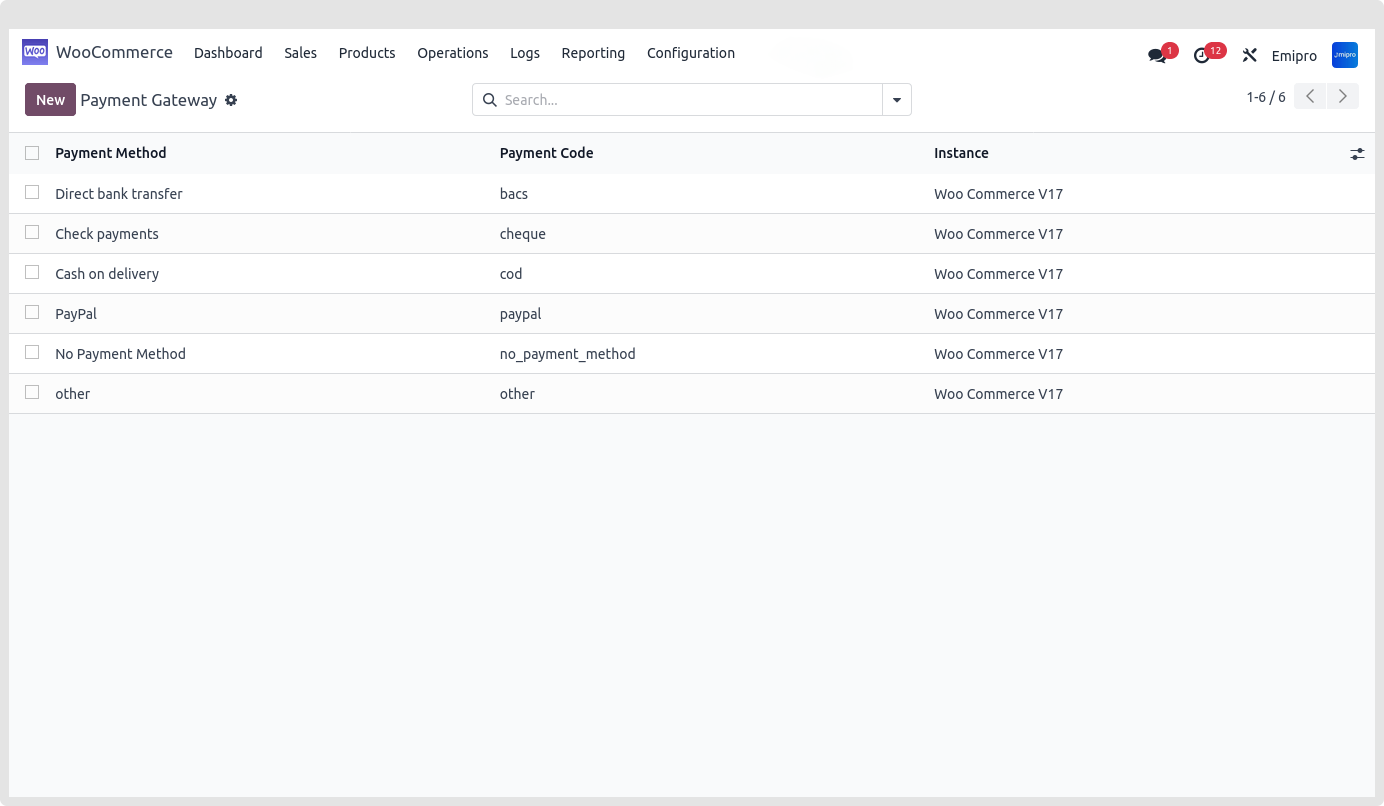 WOO WooCommerce Dashboard Sales Products Operations Logs Reporting Configuration 1 12 Emipro Jmipro
New Payment Gateway Search... 1-6 / 6
Payment Method Payment Code Instance
Direct bank transfer bacs Woo Commerce V17
Check payments cheque Woo Commerce V17
Cash on delivery cod Woo Commerce V17
PayPal paypal Woo Commerce V17
No Payment Method no_payment_method Woo Commerce V17
other other Woo Commerce V17